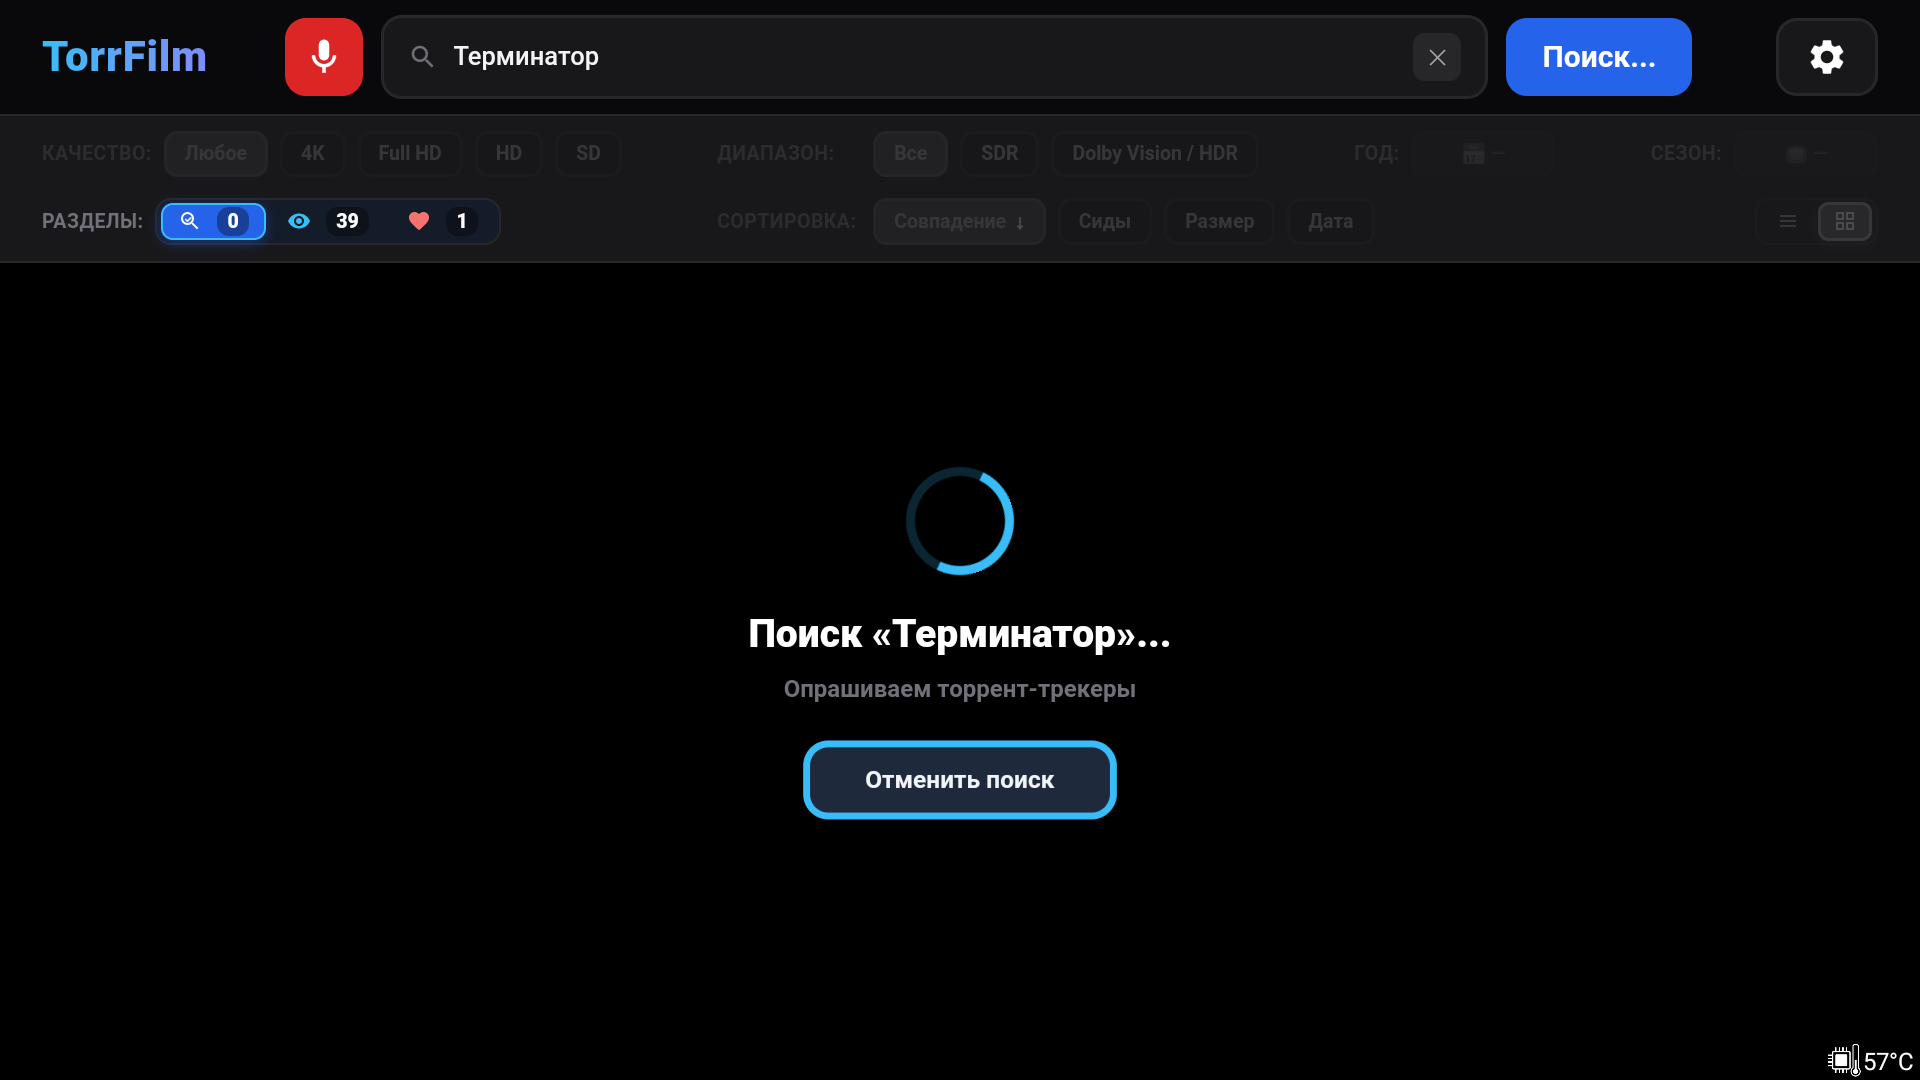 TorrFilm
Терминатор
Поиск...
КАЧЕСТВО: Любое 4K Full HD HD SD ДИАПАЗОН: Все SDR Dolby Vision / HDR ГОД: – СЕЗОН: –
РАЗДЕЛЫ: 0 39 1 СОРТИРОВКА: Совпадение ↓ Сиды Размер Дата
Поиск «Терминатор»...
Опрашиваем торрент-трекеры
Отменить поиск
57°C